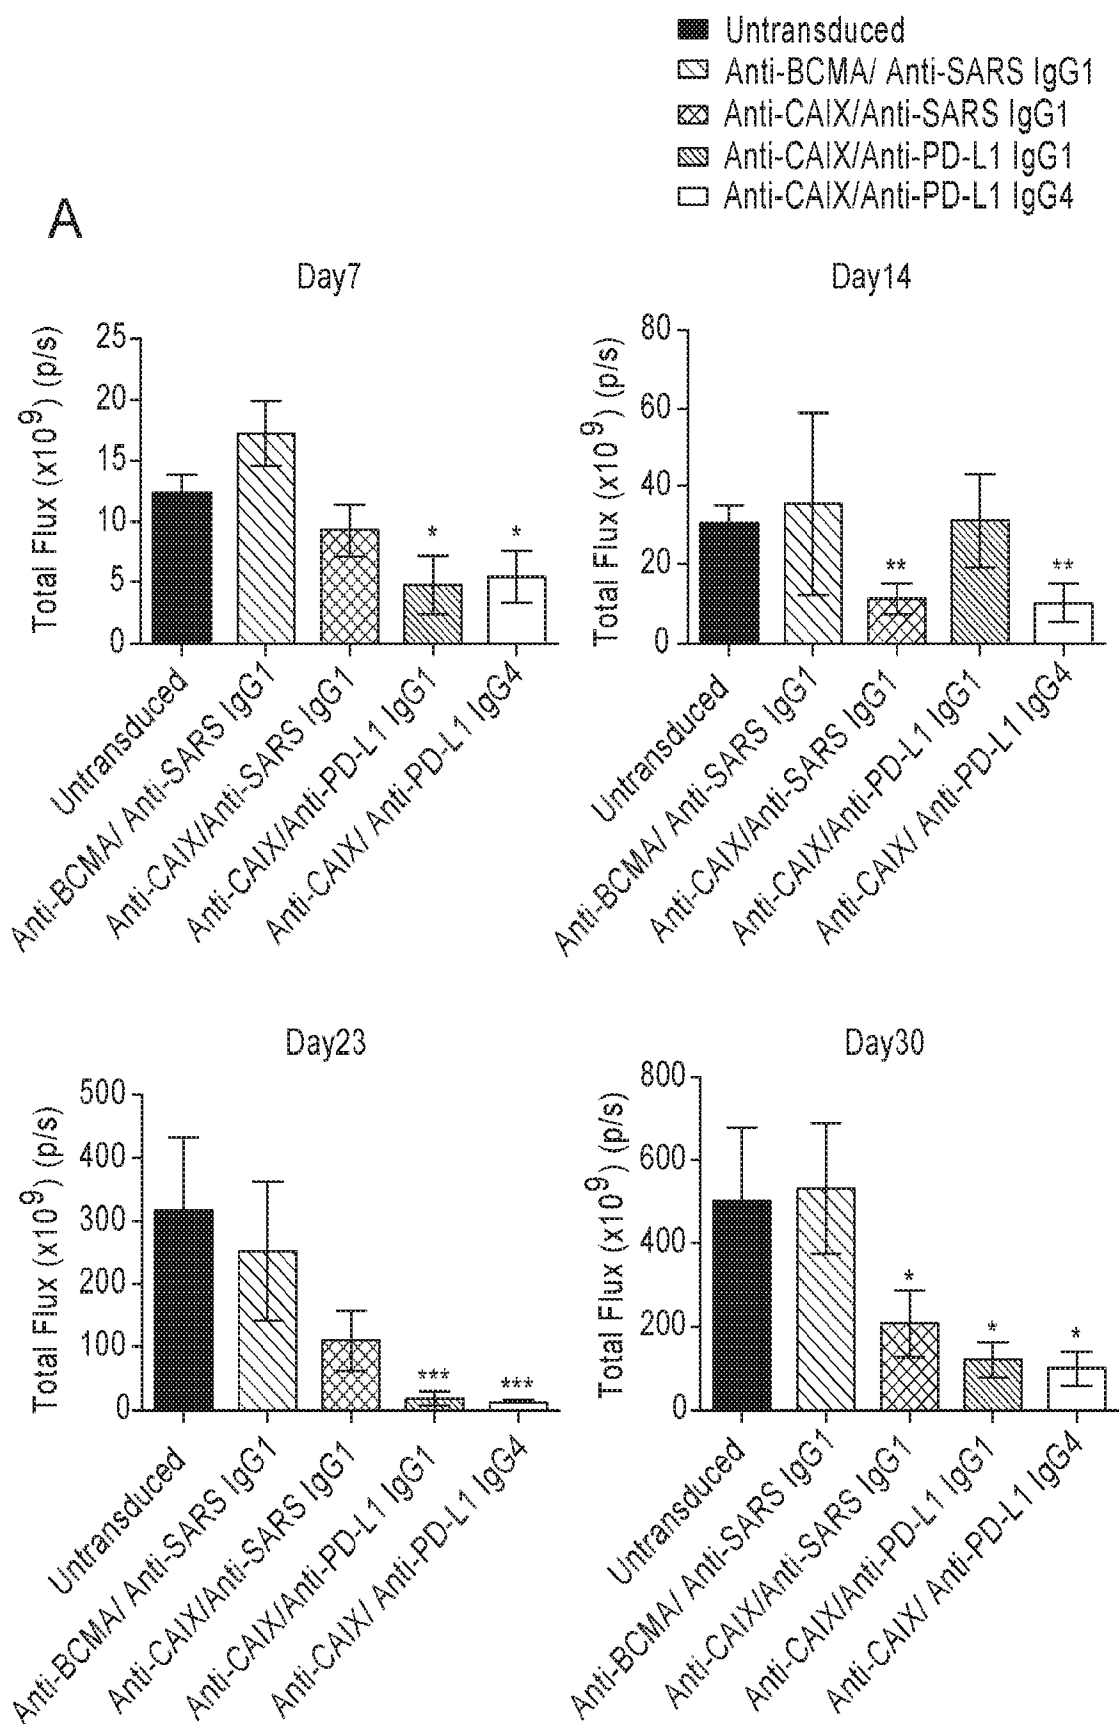 Untransduced
Anti-BCMA/ Anti-SARS IgG1
Anti-CAIX/Anti-SARS IgG1
Anti-CAIX/Anti-PD-L1 IgG1
Anti-CAIX/Anti-PD-L1 IgG4
A
Day7
Total Flux (x10^9) (p/s)
25
20
15
10
5
0
*
*
Untransduced
Anti-BCMA/ Anti-SARS IgG1
Anti-CAIX/Anti-SARS IgG1
Anti-CAIX/Anti-PD-L1 IgG1
Anti-CAIX/ Anti-PD-L1 IgG4
Day14
Total Flux (x10^9) (p/s)
80
60
40
20
0
**
**
Untransduced
Anti-BCMA/ Anti-SARS IgG1
Anti-CAIX/Anti-SARS IgG1
Anti-CAIX/Anti-PD-L1 IgG1
Anti-CAIX/ Anti-PD-L1 IgG4
Day23
Total Flux (x10^9) (p/s)
500
400
300
200
100
0
***
***
Untransduced
Anti-BCMA/ Anti-SARS IgG1
Anti-CAIX/Anti-SARS IgG1
Anti-CAIX/Anti-PD-L1 IgG1
Anti-CAIX/ Anti-PD-L1 IgG4
Day30
Total Flux (x10^9) (p/s)
800
600
400
200
0
*
*
*
Untransduced
Anti-BCMA/ Anti-SARS IgG1
Anti-CAIX/Anti-SARS IgG1
Anti-CAIX/Anti-PD-L1 IgG1
Anti-CAIX/ Anti-PD-L1 IgG4